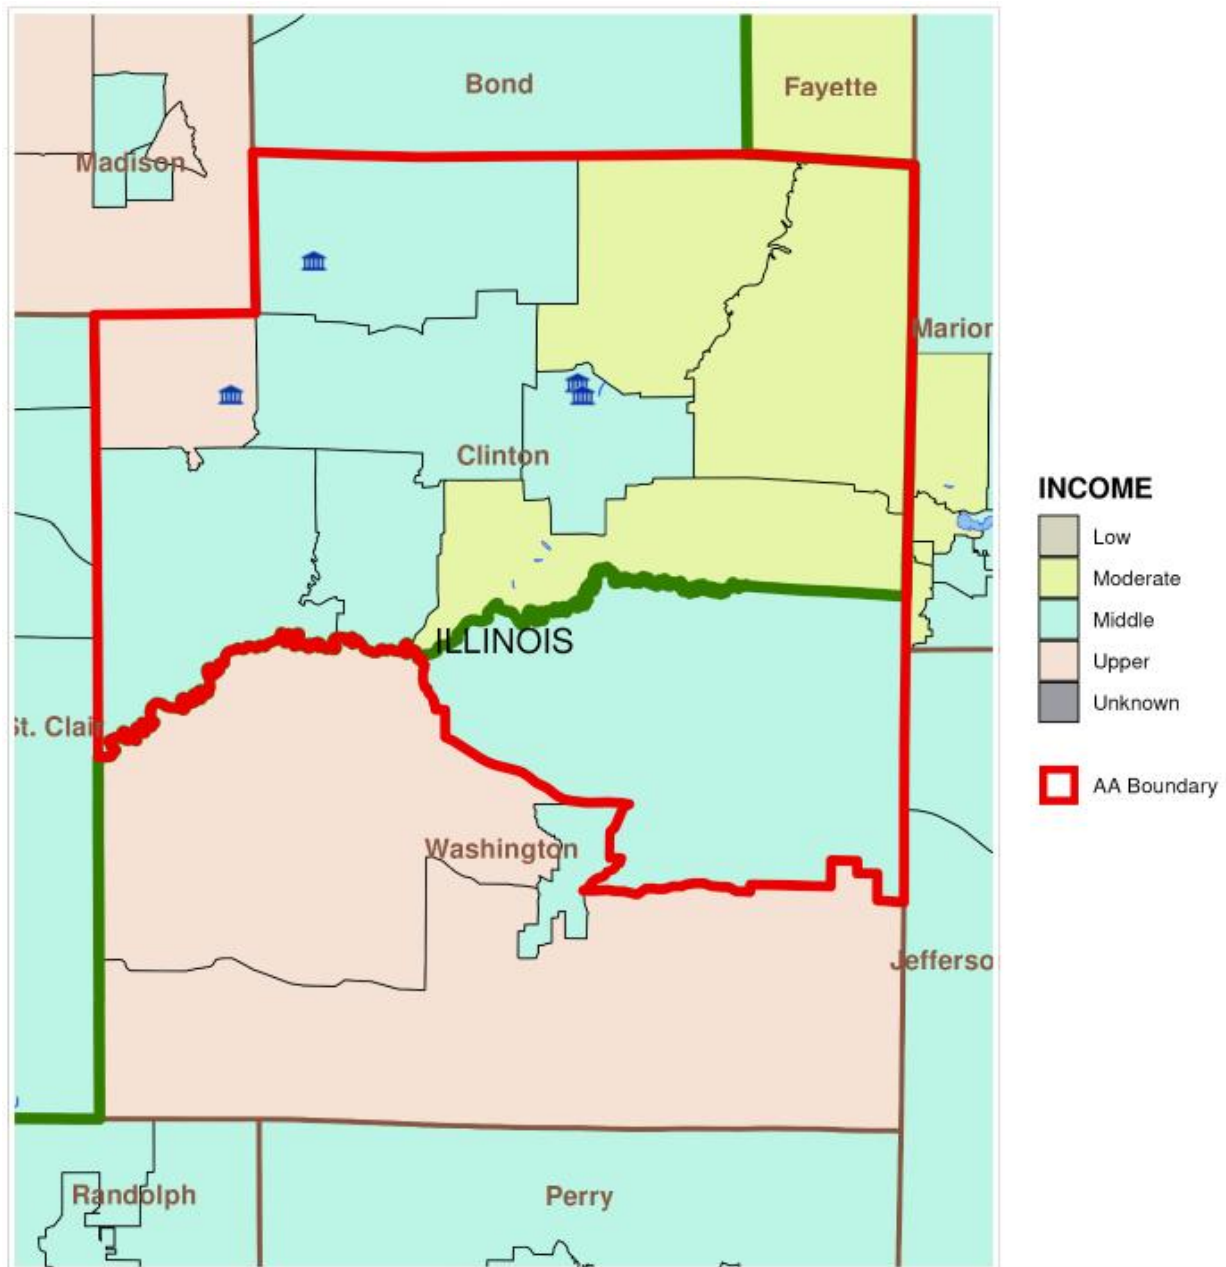 Bond
Fayette
Madison
Marion
Clinton
ILLINOIS
St. Clair
Washington
Jefferso
Randolph
Perry
INCOME
Low
Moderate
Middle
Upper
Unknown
AA Boundary